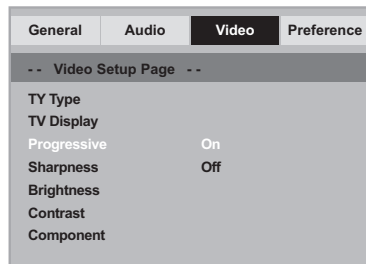 General Audio Video Preference
- - Video Setup Page - -
TY Type
TV Display
Progressive On
Sharpness Off
Brightness
Contrast
Component